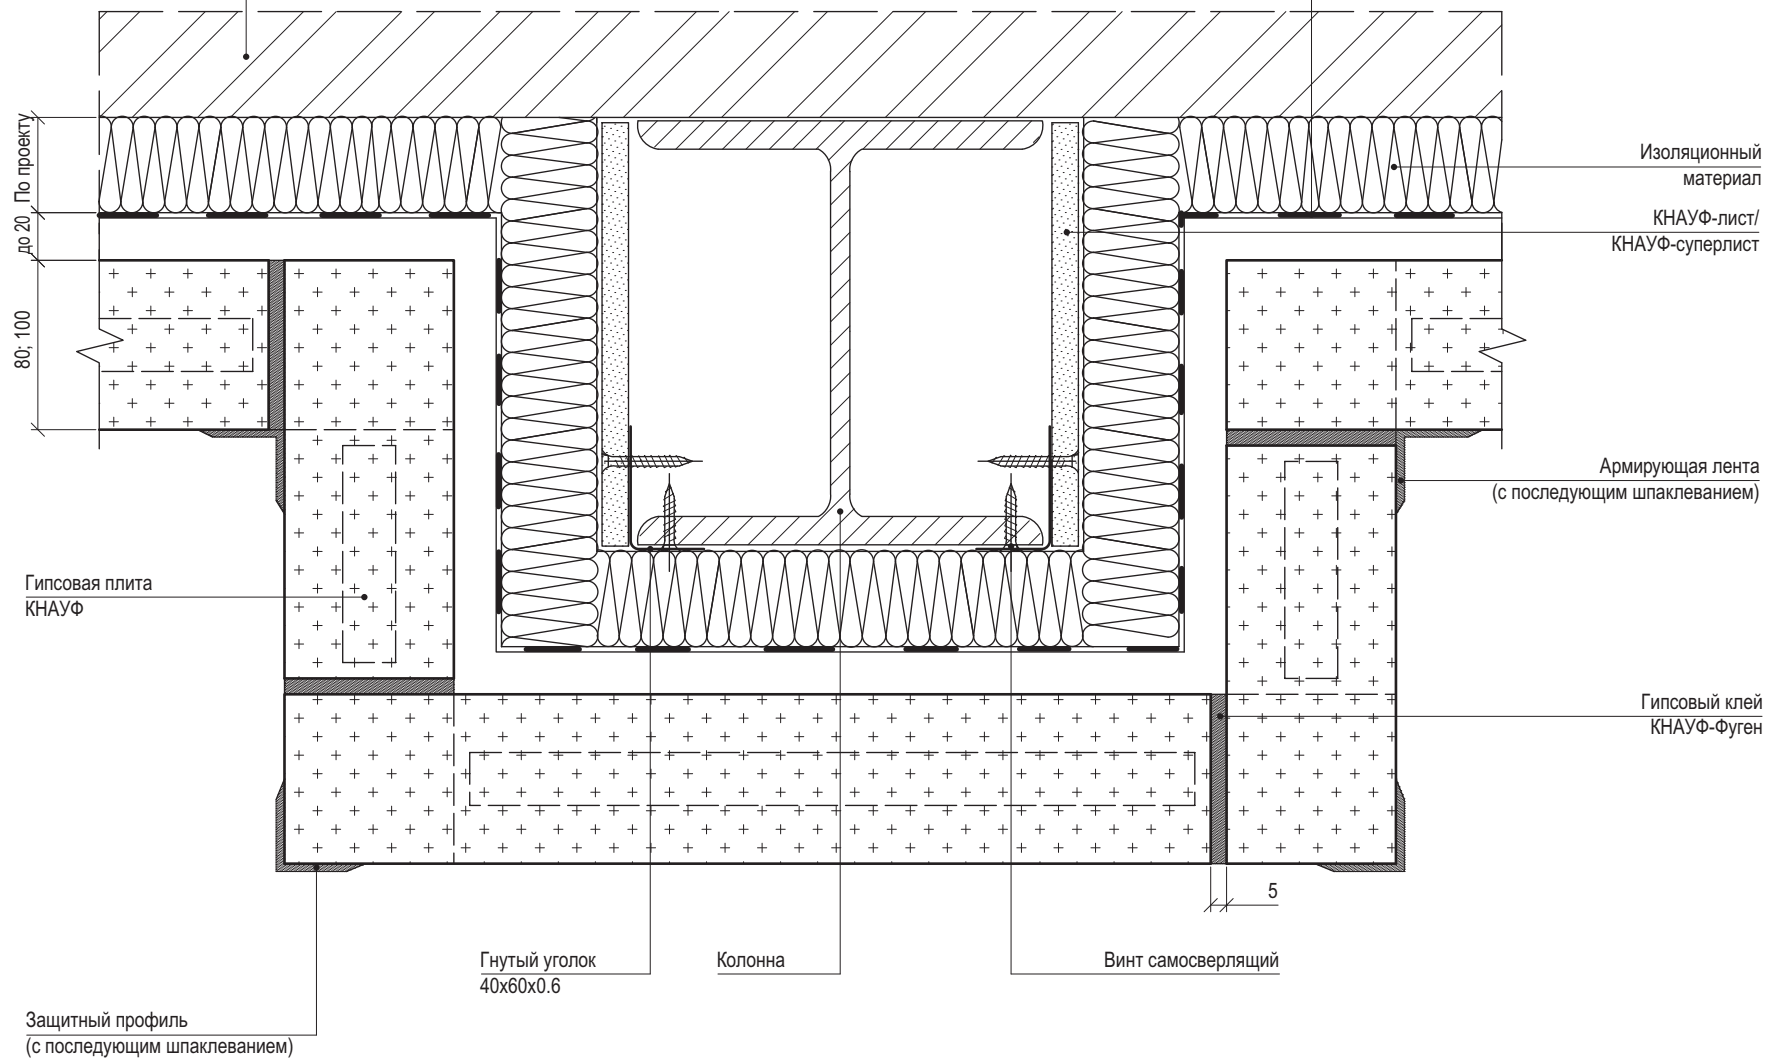 По проекту
до 20
80; 100
Изоляционный
материал
КНАУФ-лист/
КНАУФ-суперлист
Армирующая лента
(с последующим шпаклеванием)
Гипсовая плита
КНАУФ
Гипсовый клей
КНАУФ-Фуген
5
Гнутый уголок
40х60х0.6
Колонна
Винт самосверлящий
Защитный профиль
(с последующим шпаклеванием)